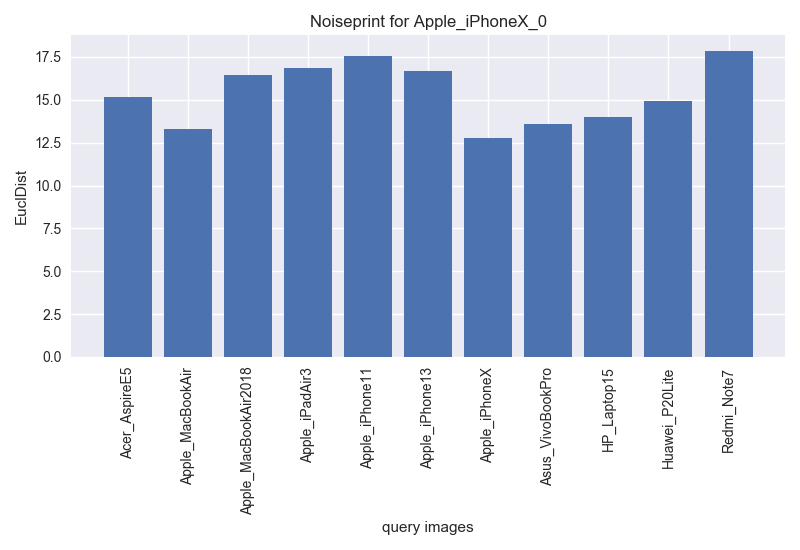 Noiseprint for Apple_iPhoneX_0
EuclDist
17.5
15.0
12.5
10.0
7.5
5.0
2.5
0.0
Acer_AspireE5
Apple_MacBookAir
Apple_MacBookAir2018
Apple_iPadAir3
Apple_iPhone11
Apple_iPhone13
Apple_iPhoneX
Asus_VivoBookPro
HP_Laptop15
Huawei_P20Lite
Redmi_Note7
query images